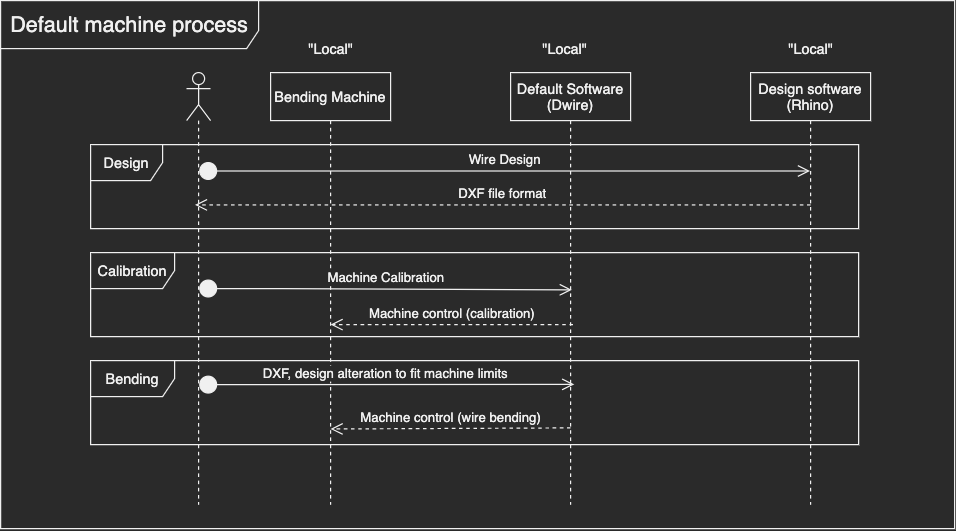 Default machine process
"Local"
"Local"
"Local"
Bending Machine
Default Software
(Dwire)
Design software
(Rhino)
Design
Wire Design
DXF file format
Calibration
Machine Calibration
Machine control (calibration)
Bending
DXF, design alteration to fit machine limits
Machine control (wire bending)